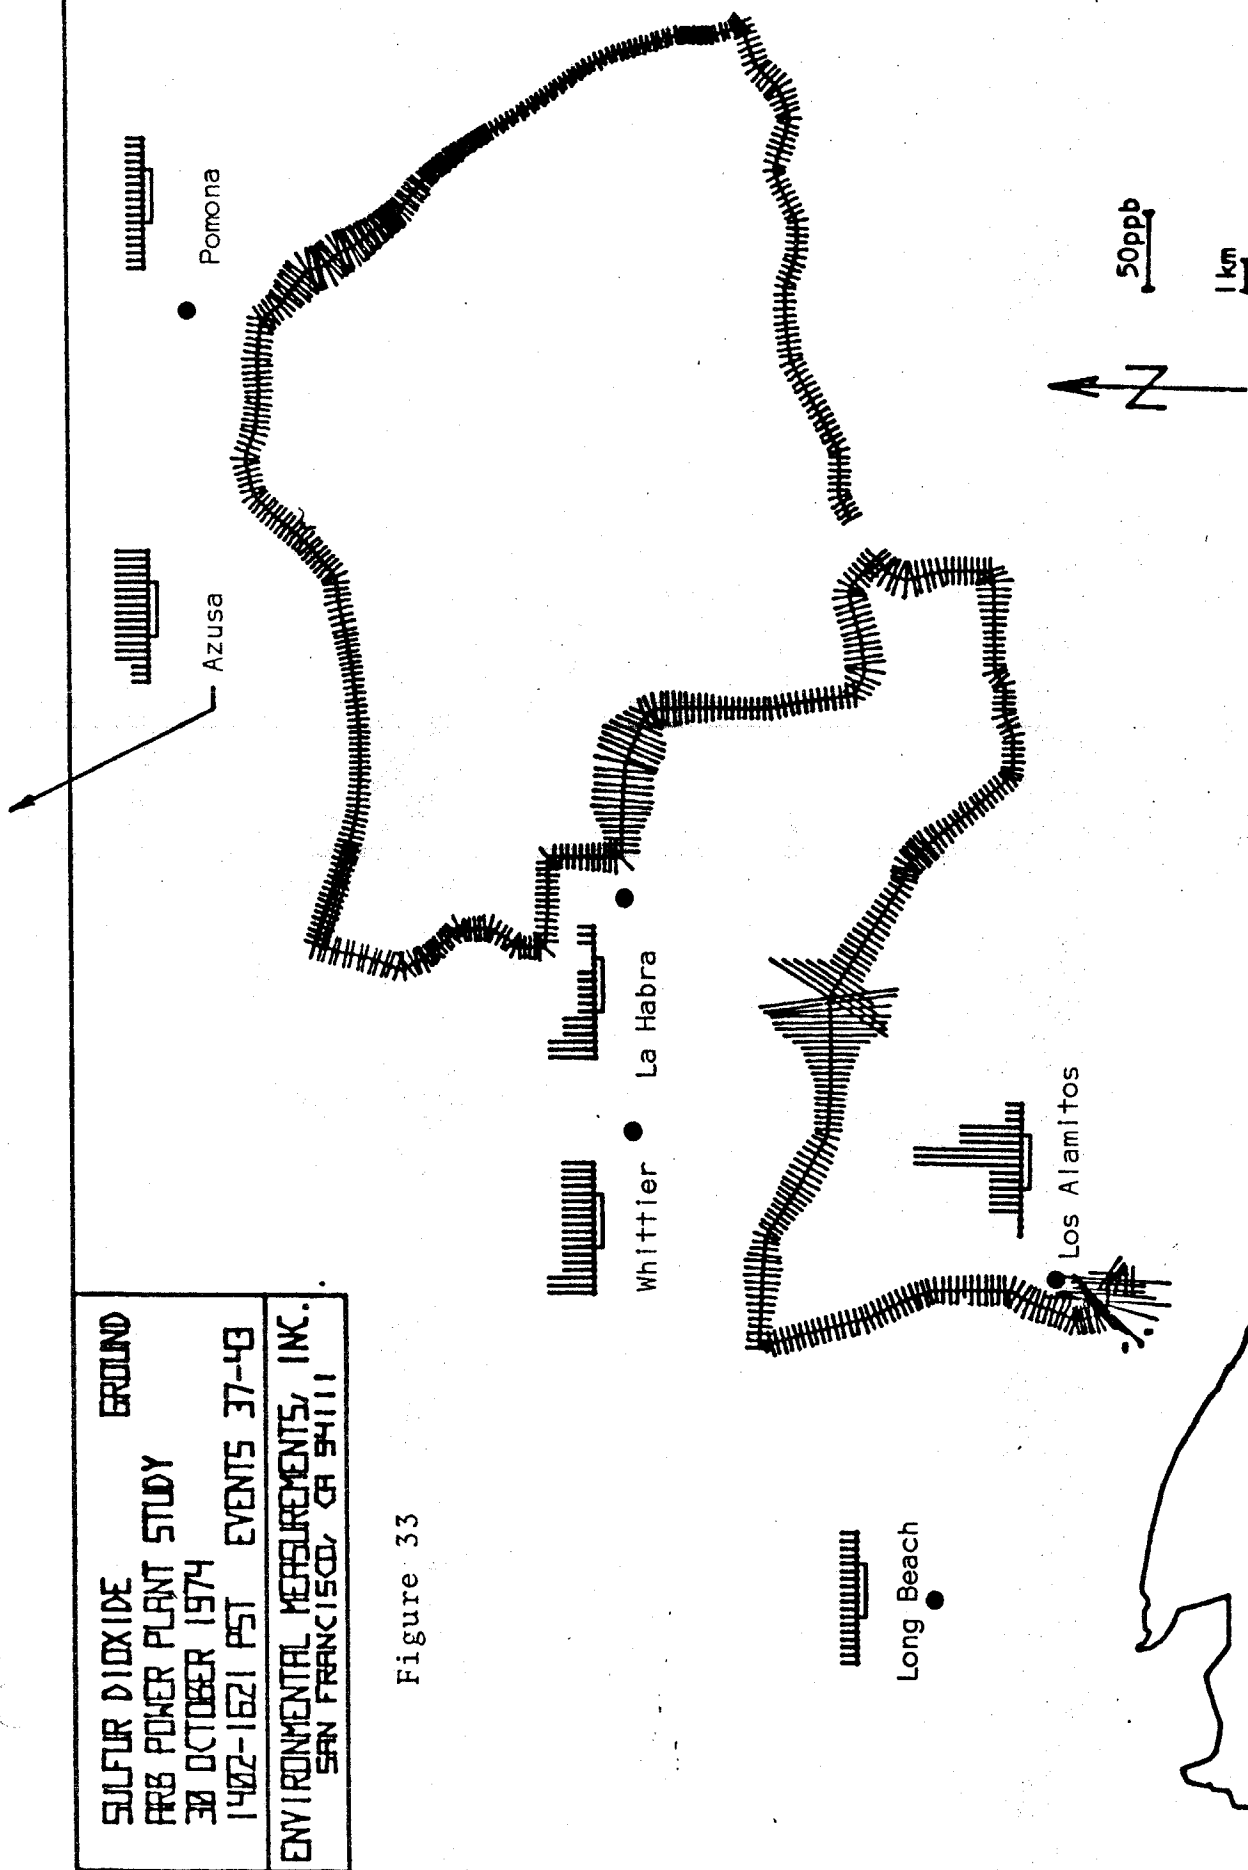 SULFUR DIOXIDE GROUND
ARB POWER PLANT STUDY
30 OCTOBER 1974
1402-1621 PST EVENTS 37-43
ENVIRONMENTAL MEASUREMENTS, INC.
SAN FRANCISCO, CA 94111
Figure 33
Azusa
Pomona
Whittier
La Habra
Los Alamitos
Long Beach
N
50ppb
1km